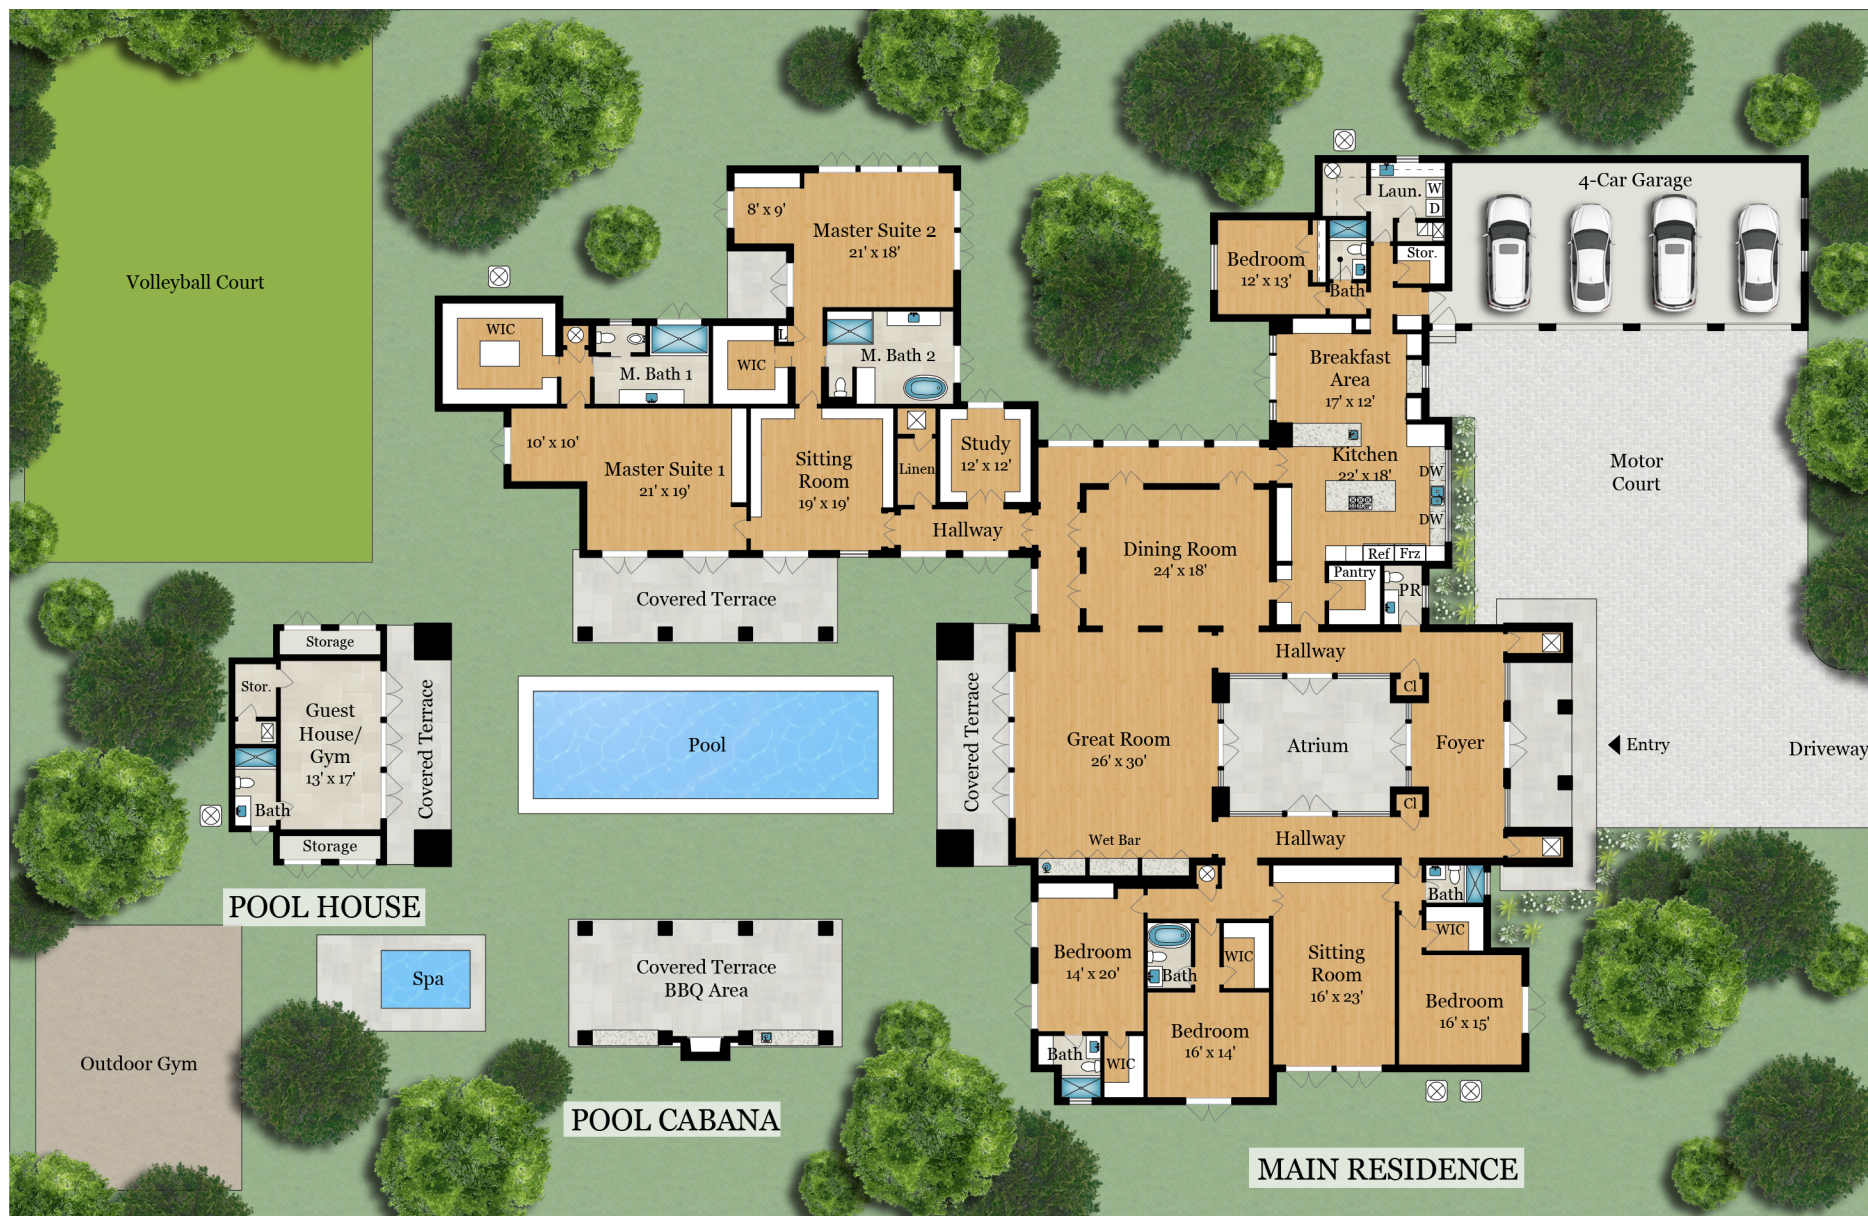 4-Car Garage
Laun.
W
D
8' x 9'
Master Suite 2
21' x 18'
Bedroom
12' x 13'
Stor.
Bath
Volleyball Court
WIC
M. Bath 1
WIC
L
M. Bath 2
Breakfast
Area
17' x 12'
10' x 10'
Master Suite 1
21' x 19'
Sitting
Room
19' x 19'
Linen
Study
12' x 12'
Hallway
Kitchen
22' x 18'
DW
DW
Ref
Frz
Motor
Court
Dining Room
24' x 18'
Pantry
PR
Covered Terrace
Storage
Stor.
Guest
House/
Gym
13' x 17'
Bath
Storage
Covered Terrace
POOL HOUSE
Pool
Covered Terrace
Great Room
26' x 30'
Wet Bar
Hallway
Cl
Atrium
Foyer
Cl
Hallway
Entry
Driveway
Bath
WIC
Bedroom
14' x 20'
Bath
WIC
Sitting
Room
16' x 23'
Bedroom
16' x 15'
Bedroom
16' x 14'
Bath
WIC
Spa
Covered Terrace
BBQ Area
Outdoor Gym
POOL CABANA
MAIN RESIDENCE